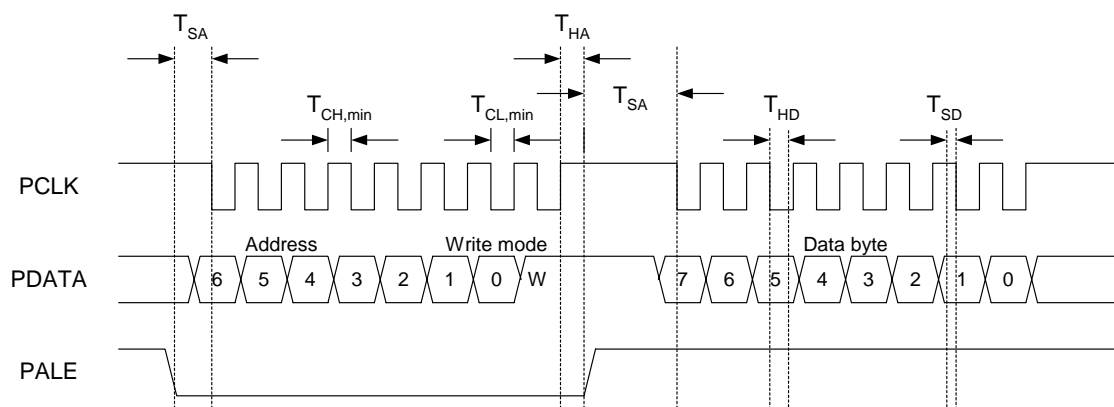 TSA THA
TSA
TCH,min TCL,min THD TSD
PCLK
Address Write mode Data byte
PDATA 6 5 4 3 2 1 0 W 7 6 5 4 3 2 1 0
PALE